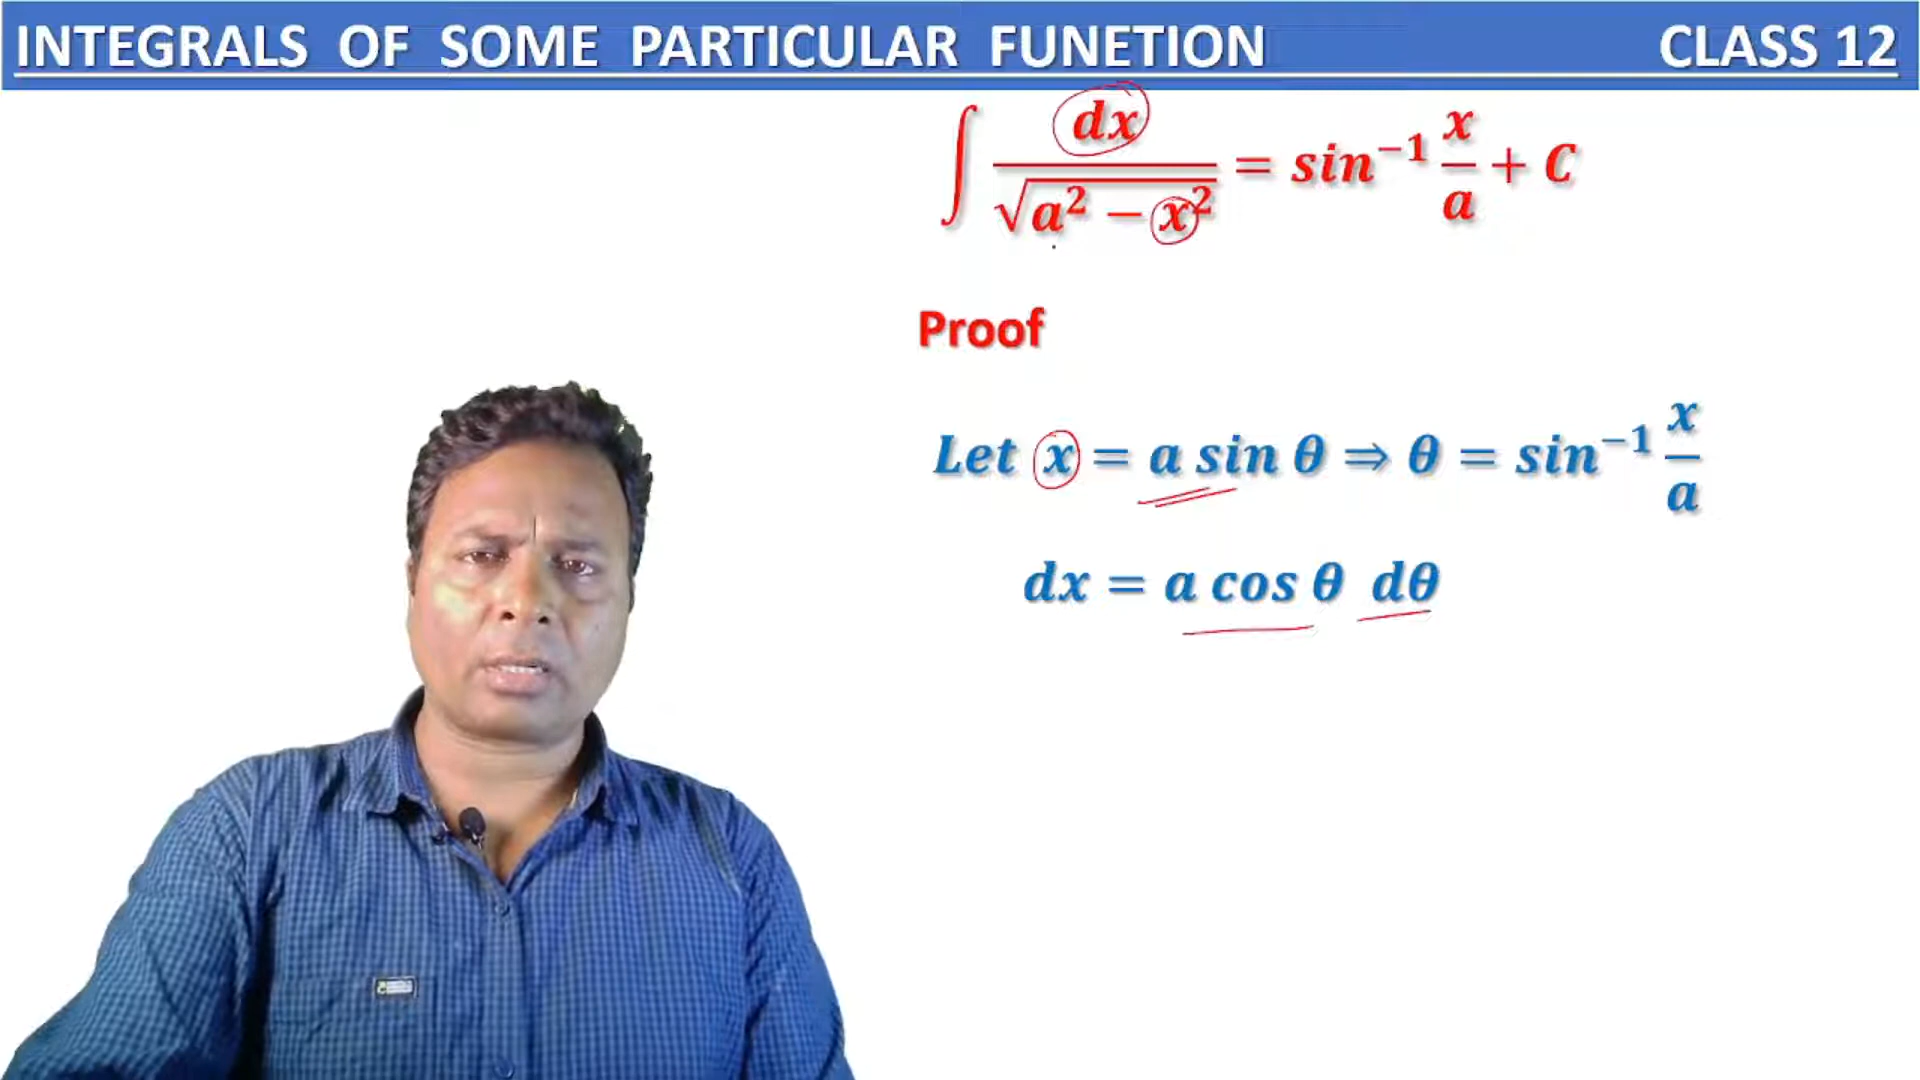 INTEGRALS OF SOME PARTICULAR FUNETION CLASS 12
∫ dx / √(a² − x²) = sin⁻¹ x/a + C
Proof
Let x = a sin θ ⇒ θ = sin⁻¹ x/a
dx = a cos θ dθ